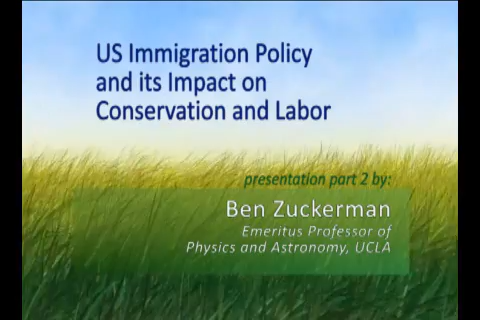 US Immigration Policy
and its Impact on
Conservation and Labor
presentation part 2 by:
Ben Zuckerman
Emeritus Professor of
Physics and Astronomy, UCLA